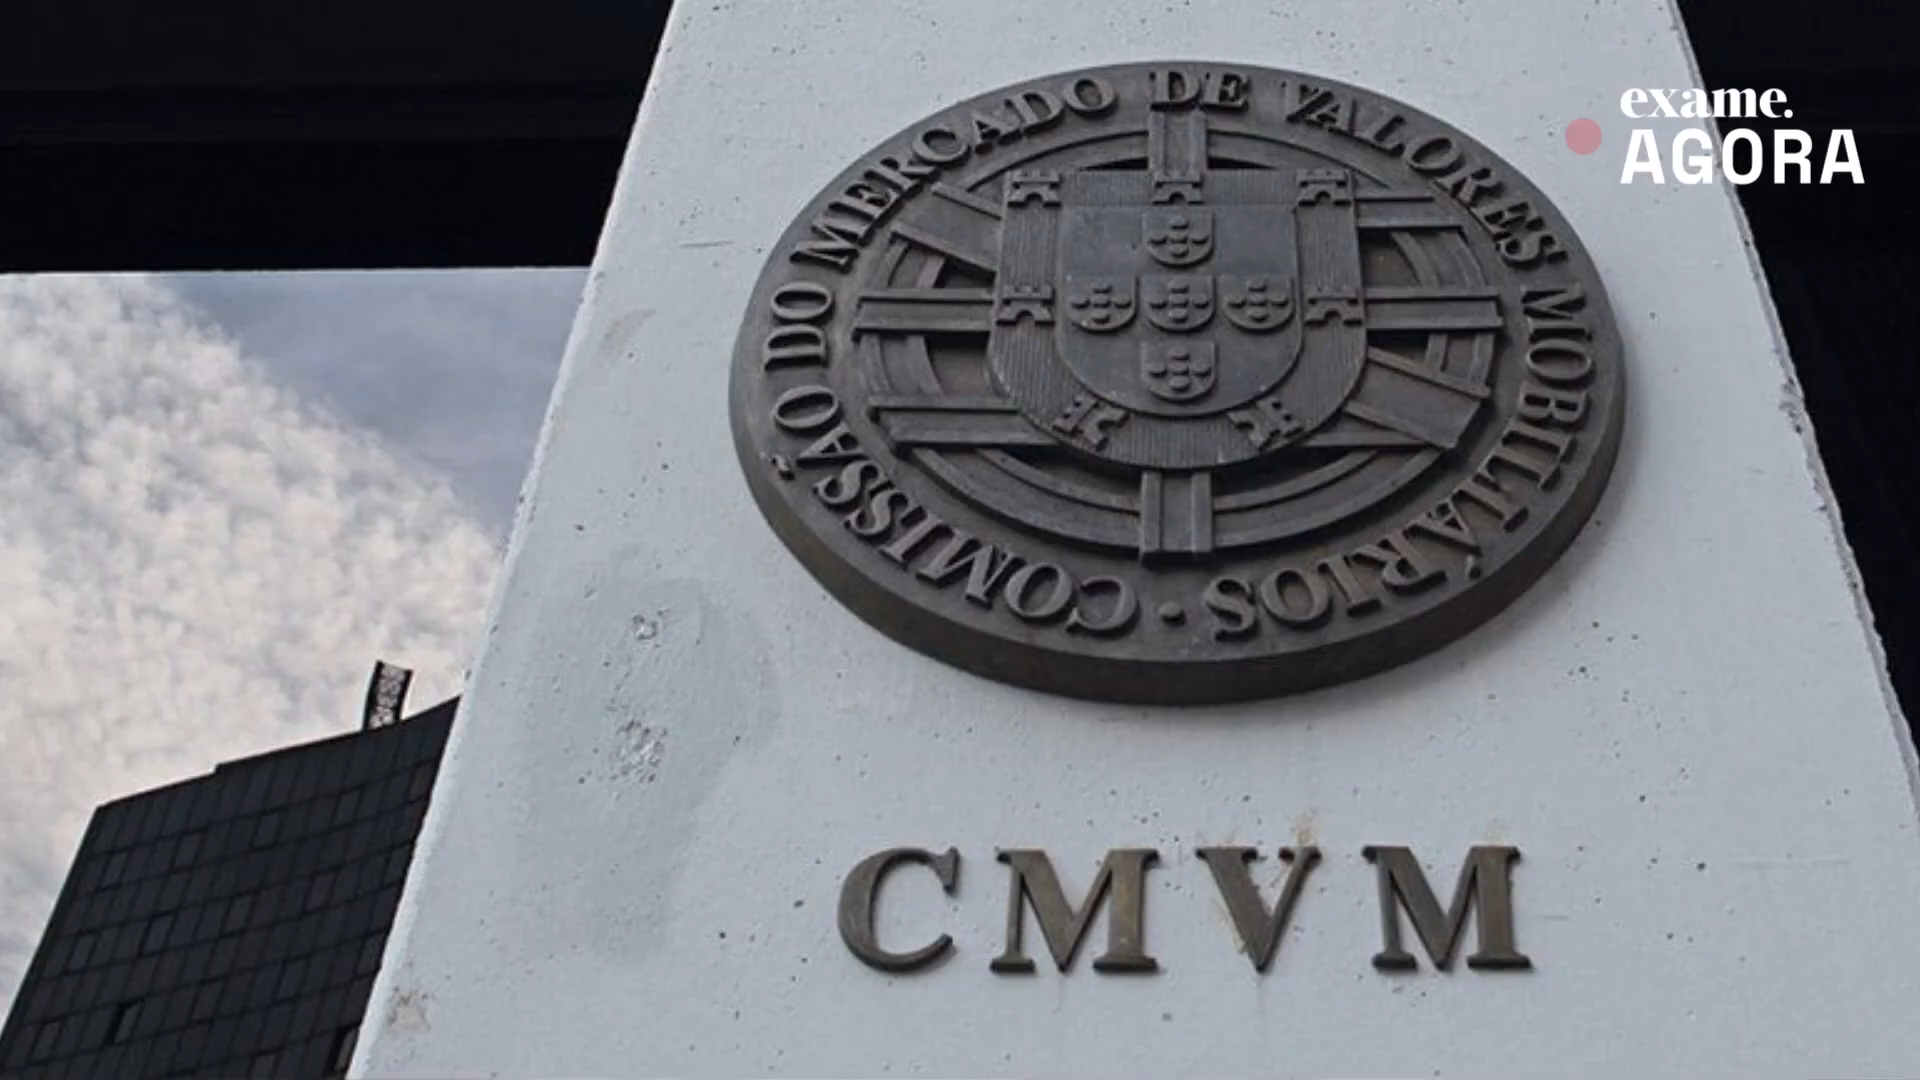 COMISSÃO DO MERCADO DE VALORES MOBILIÁRIOS •
CMVM
exame.
AGORA